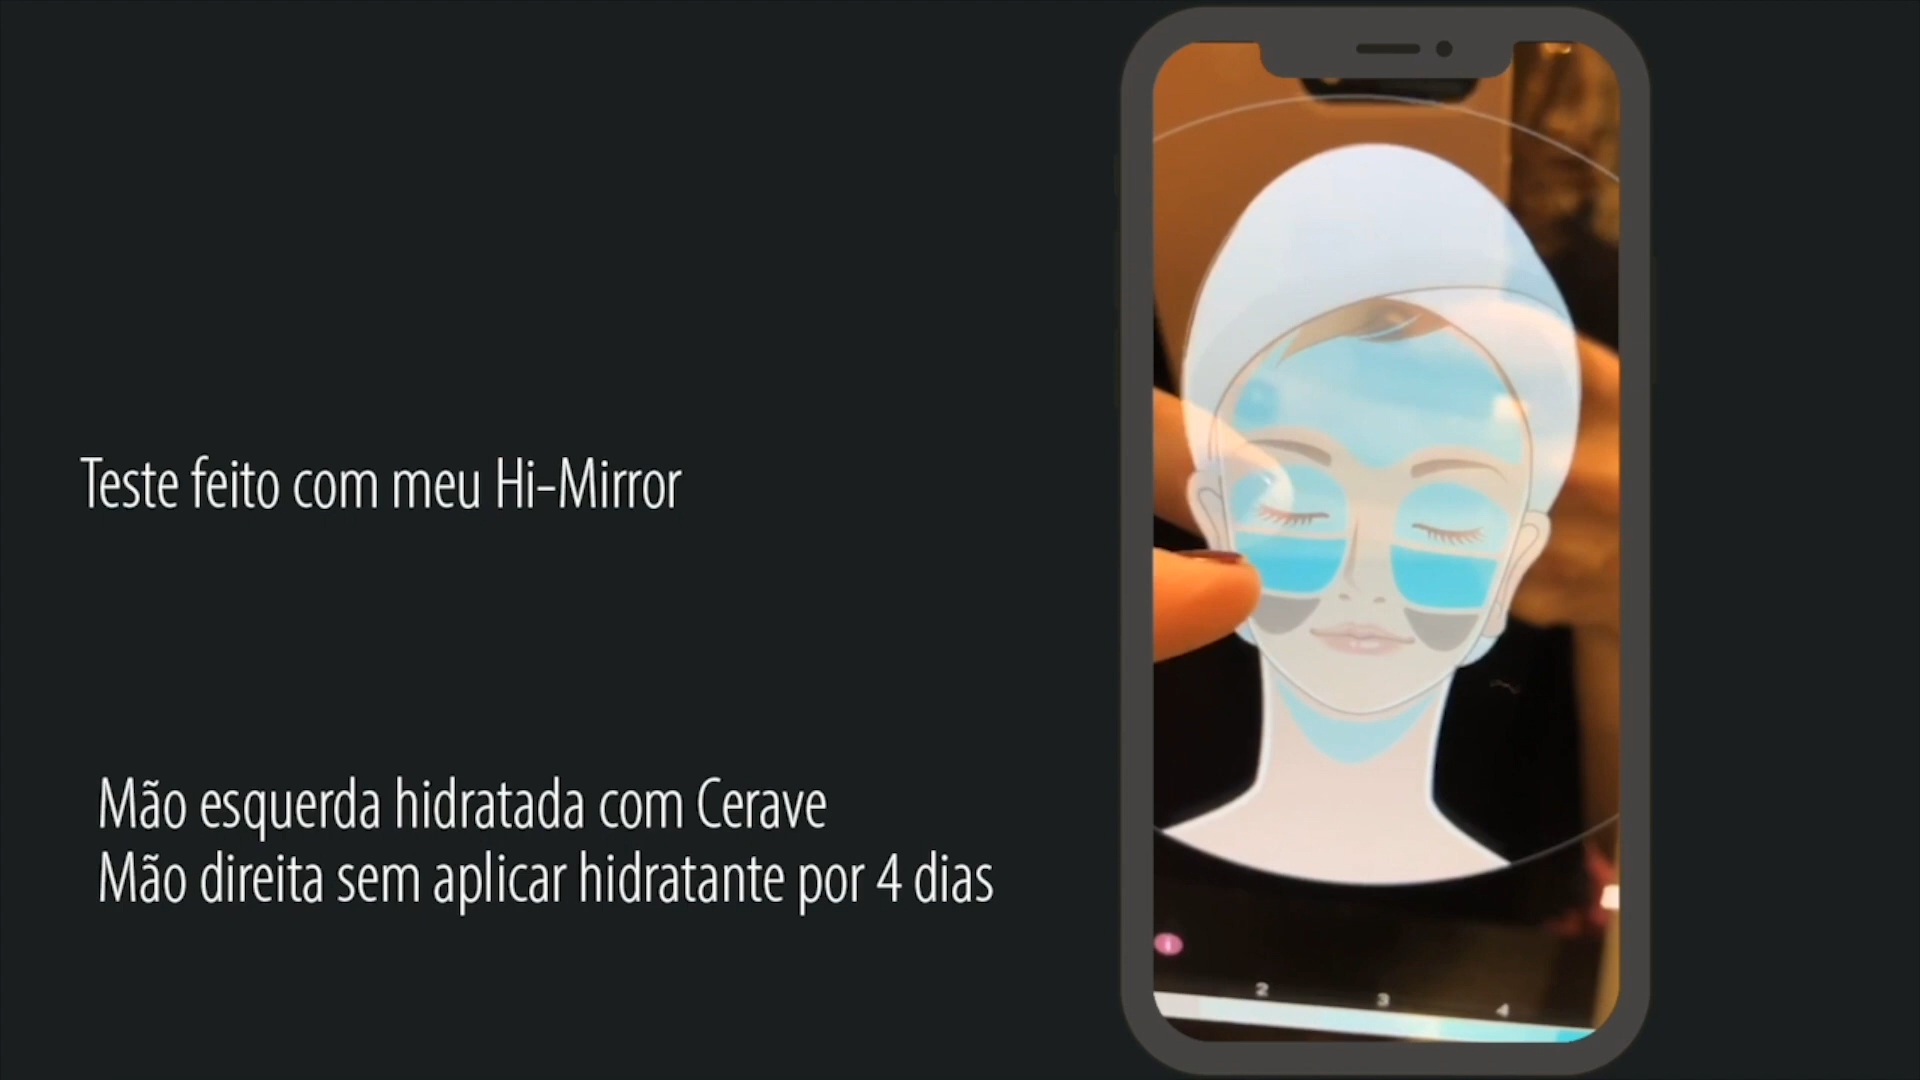 Teste feito com meu Hi-Mirror
Mão esquerda hidratada com Cerave
Mão direita sem aplicar hidratante por 4 dias
i
2
3
4